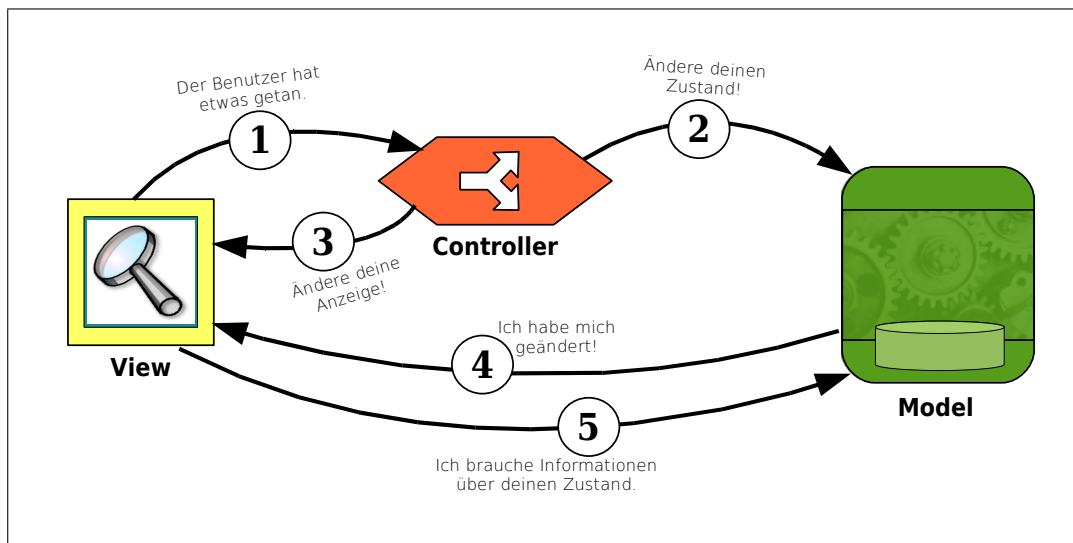 Der Benutzer hat
etwas getan.
1
Ändere deinen
Zustand!
2
Controller
3
Ändere deine
Anzeige!
View
Ich habe mich
geändert!
4
Model
5
Ich brauche Informationen
über deinen Zustand.